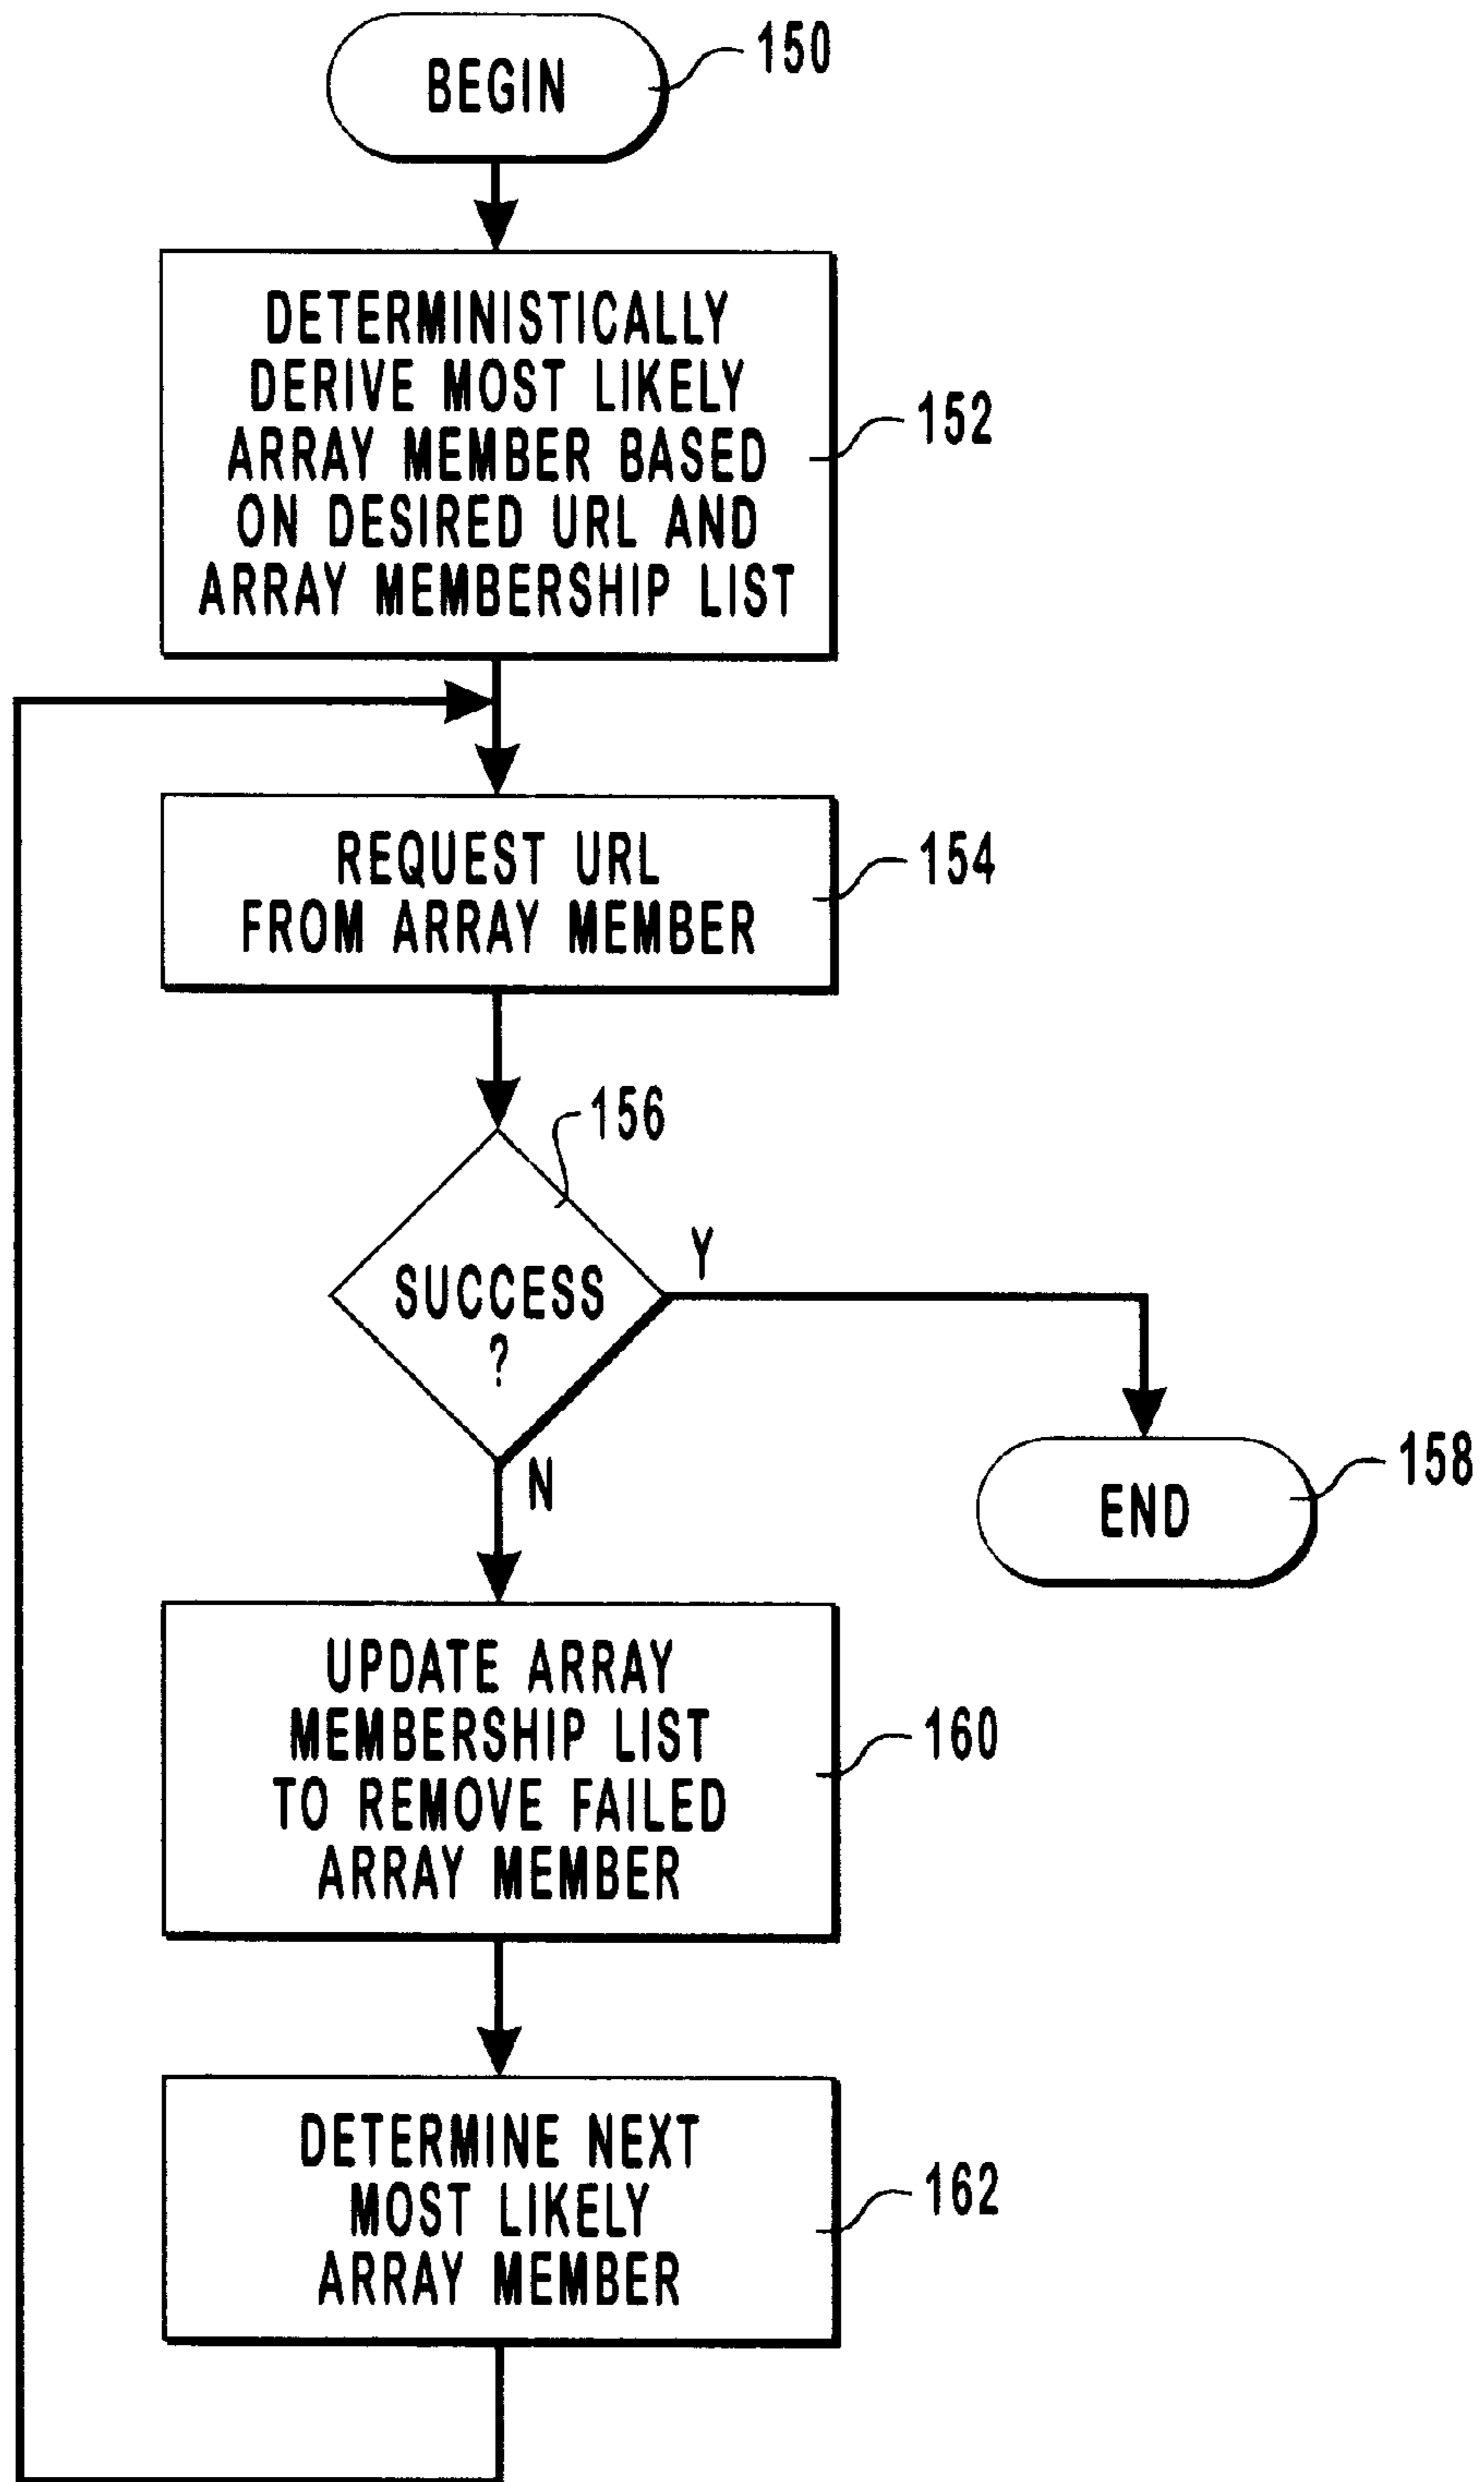 BEGIN
150
DETERMINISTICALLY
DERIVE MOST LIKELY
ARRAY MEMBER BASED
ON DESIRED URL AND
ARRAY MEMBERSHIP LIST
152
REQUEST URL
FROM ARRAY MEMBER
154
156
SUCCESS
?
Y
N
END
158
UPDATE ARRAY
MEMBERSHIP LIST
TO REMOVE FAILED
ARRAY MEMBER
160
DETERMINE NEXT
MOST LIKELY
ARRAY MEMBER
162